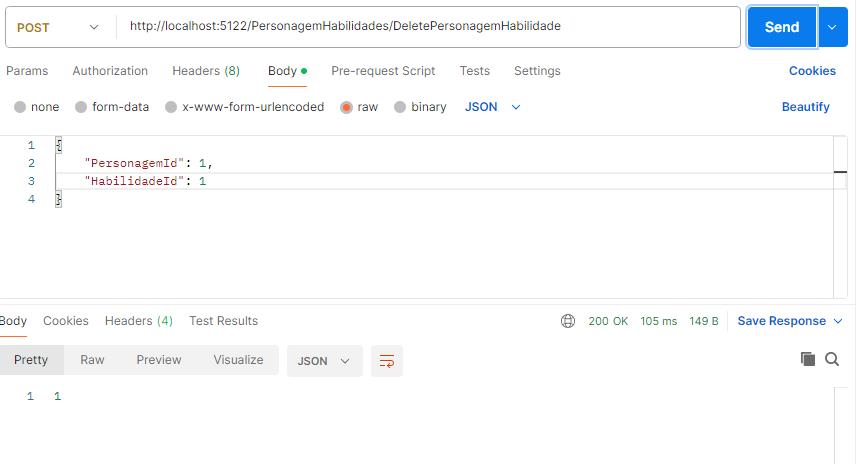 POST http://localhost:5122/PersonagemHabilidades/DeletePersonagemHabilidade Send
Params Authorization Headers (8) Body Pre-request Script Tests Settings Cookies
none form-data x-www-form-urlencoded raw binary JSON Beautify
1 {
2 "PersonagemId": 1,
3 "HabilidadeId": 1
4 }
Body Cookies Headers (4) Test Results 200 OK 105 ms 149 B Save Response
Pretty Raw Preview Visualize JSON
1 1